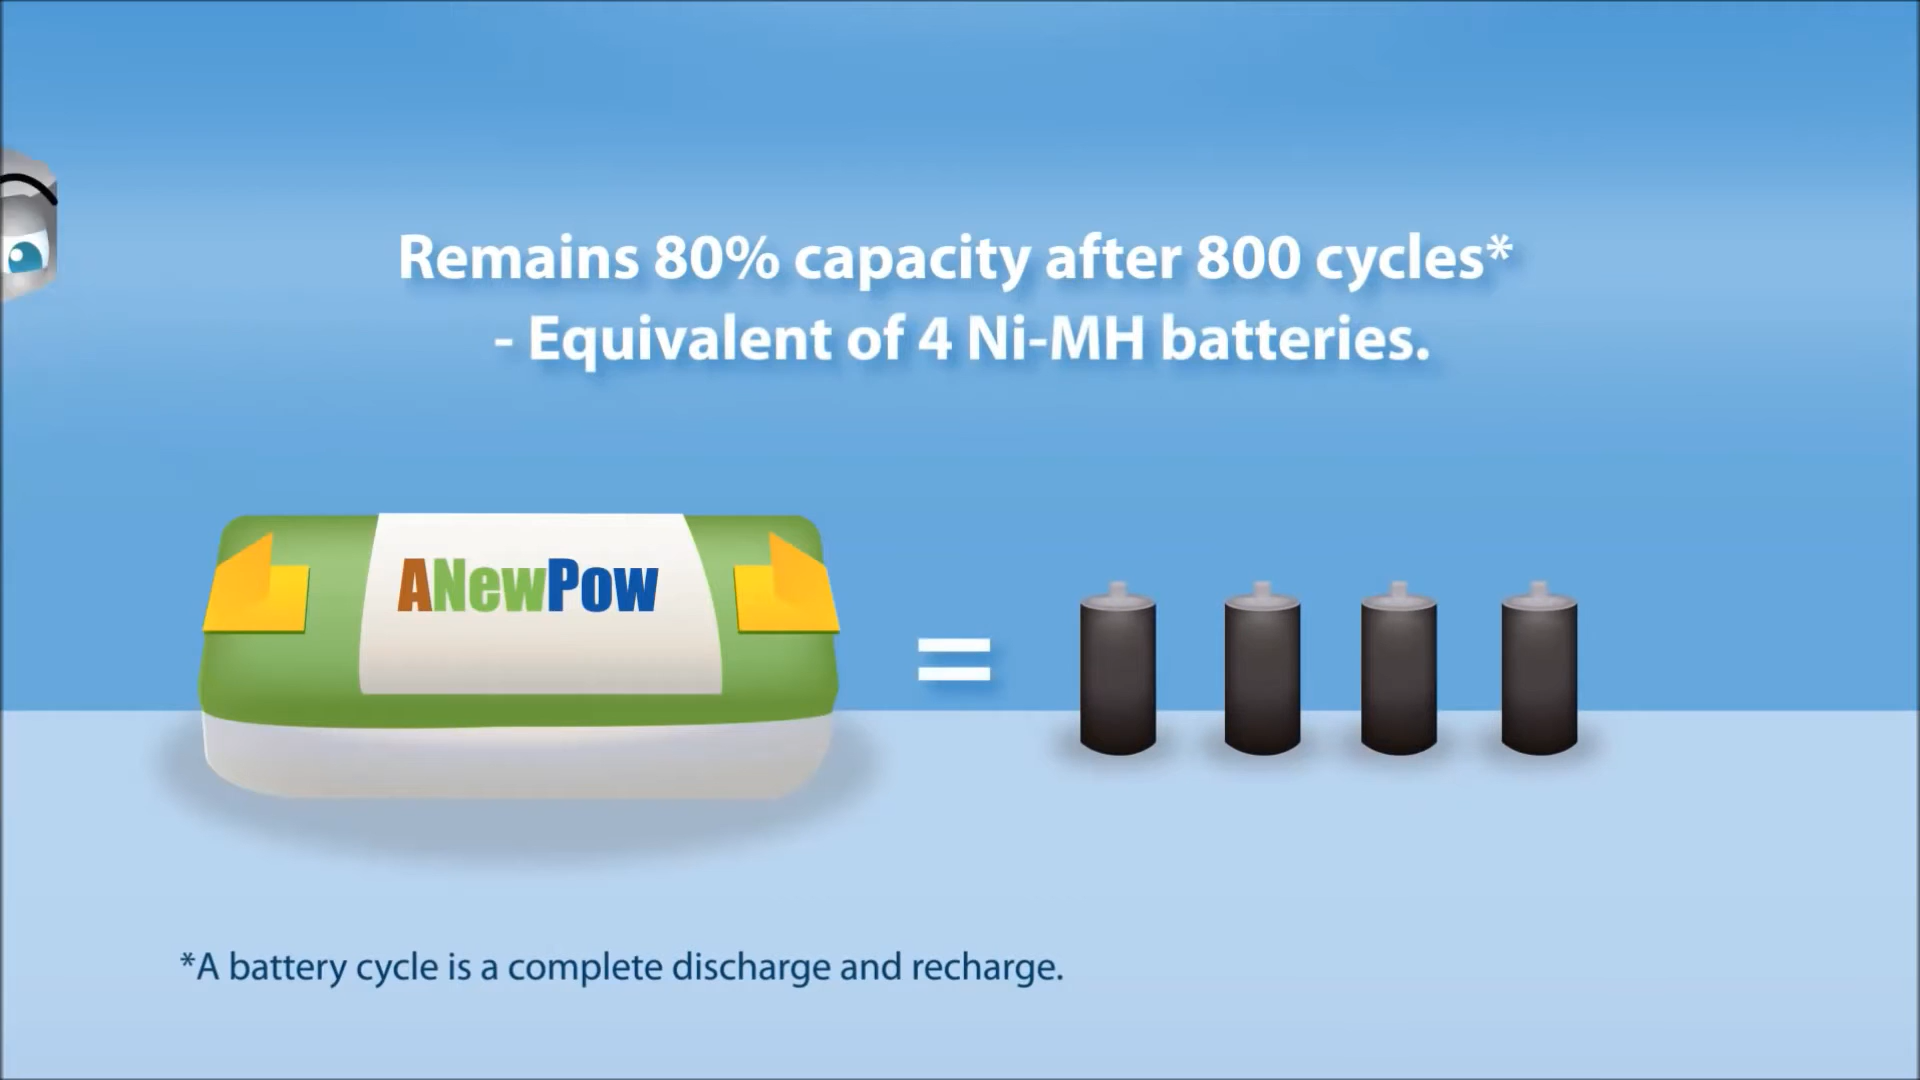 Remains 80% capacity after 800 cycles*
- Equivalent of 4 Ni-MH batteries.
ANewPow
=
*A battery cycle is a complete discharge and recharge.